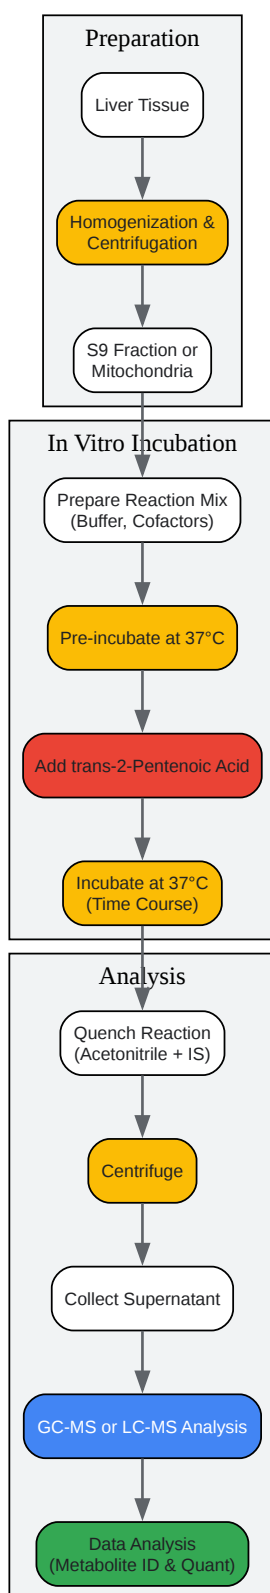 Preparation
Liver Tissue
Homogenization &
Centrifugation
S9 Fraction or
Mitochondria
In Vitro Incubation
Prepare Reaction Mix
(Buffer, Cofactors)
Pre-incubate at 37°C
Add trans-2-Pentenoic Acid
Incubate at 37°C
(Time Course)
Analysis
Quench Reaction
(Acetonitrile + IS)
Centrifuge
Collect Supernatant
GC-MS or LC-MS Analysis
Data Analysis
(Metabolite ID & Quant)